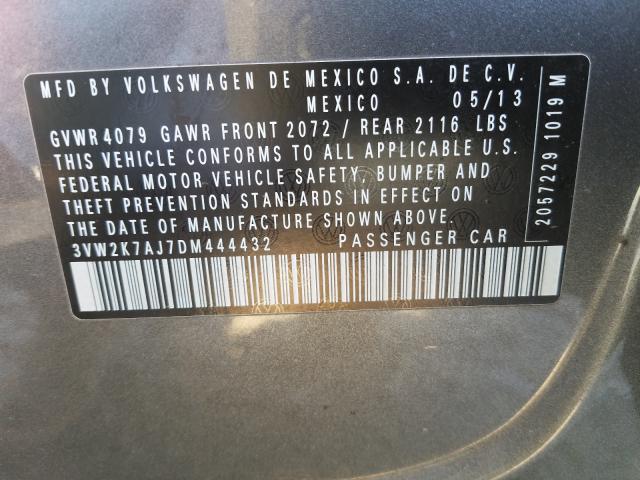 MFD BY VOLKSWAGEN DE MEXICO S.A. DE C.V.
MEXICO 05/13
GVWR4079 GAWR FRONT 2072 / REAR 2116 LBS
THIS VEHICLE CONFORMS TO ALL APPLICABLE U.S.
FEDERAL MOTOR VEHICLE SAFETY, BUMPER AND
THEFT PREVENTION STANDARDS IN EFFECT ON
THE DATE OF MANUFACTURE SHOWN ABOVE.
3VW2K7AJ7DM444432 PASSENGER CAR
2057229 1019 M